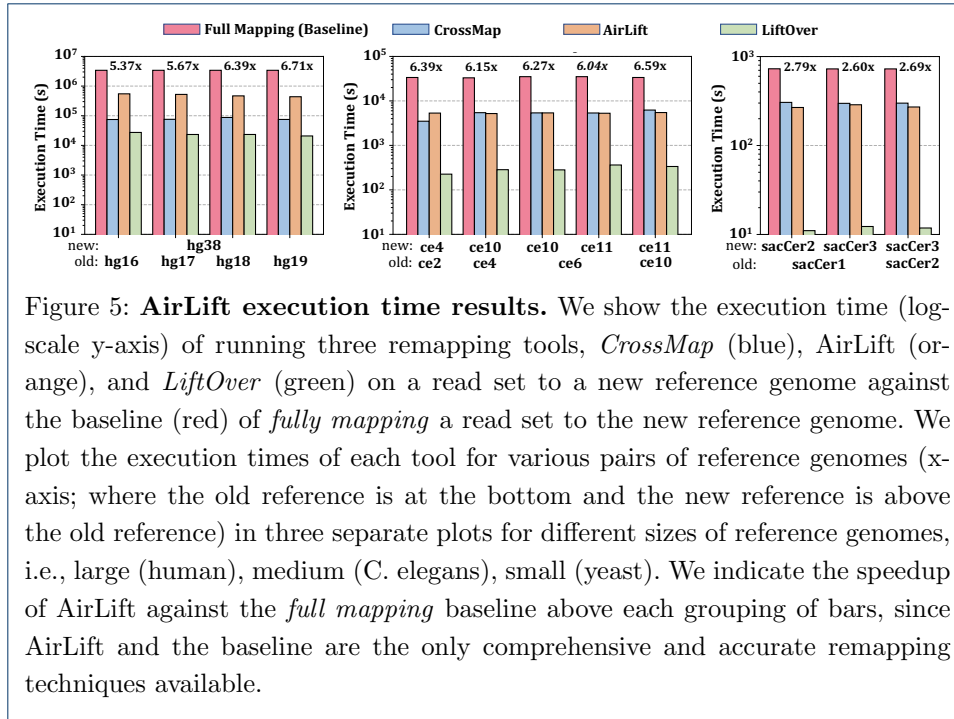 Full Mapping (Baseline) CrossMap AirLift LiftOver
Execution Time (s)
10^7
10^6
10^5
10^4
10^3
10^2
10^1
5.37x 5.67x 6.39x 6.71x
new: hg38
old: hg16 hg17 hg18 hg19
Execution Time (s)
10^5
10^4
10^3
10^2
10^1
6.39x 6.15x 6.27x 6.04x 6.59x
new: ce4 ce10 ce10 ce11 ce11
old: ce2 ce4 ce6 ce10
Execution Time (s)
10^3
10^2
10^1
2.79x 2.60x 2.69x
new: sacCer2 sacCer3 sacCer3
old: sacCer1 sacCer2
Figure 5: AirLift execution time results. We show the execution time (log-
scale y-axis) of running three remapping tools, CrossMap (blue), AirLift (or-
ange), and LiftOver (green) on a read set to a new reference genome against
the baseline (red) of fully mapping a read set to the new reference genome. We
plot the execution times of each tool for various pairs of reference genomes (x-
axis; where the old reference is at the bottom and the new reference is above
the old reference) in three separate plots for different sizes of reference genomes,
i.e., large (human), medium (C. elegans), small (yeast). We indicate the speedup
of AirLift against the full mapping baseline above each grouping of bars, since
AirLift and the baseline are the only comprehensive and accurate remapping
techniques available.